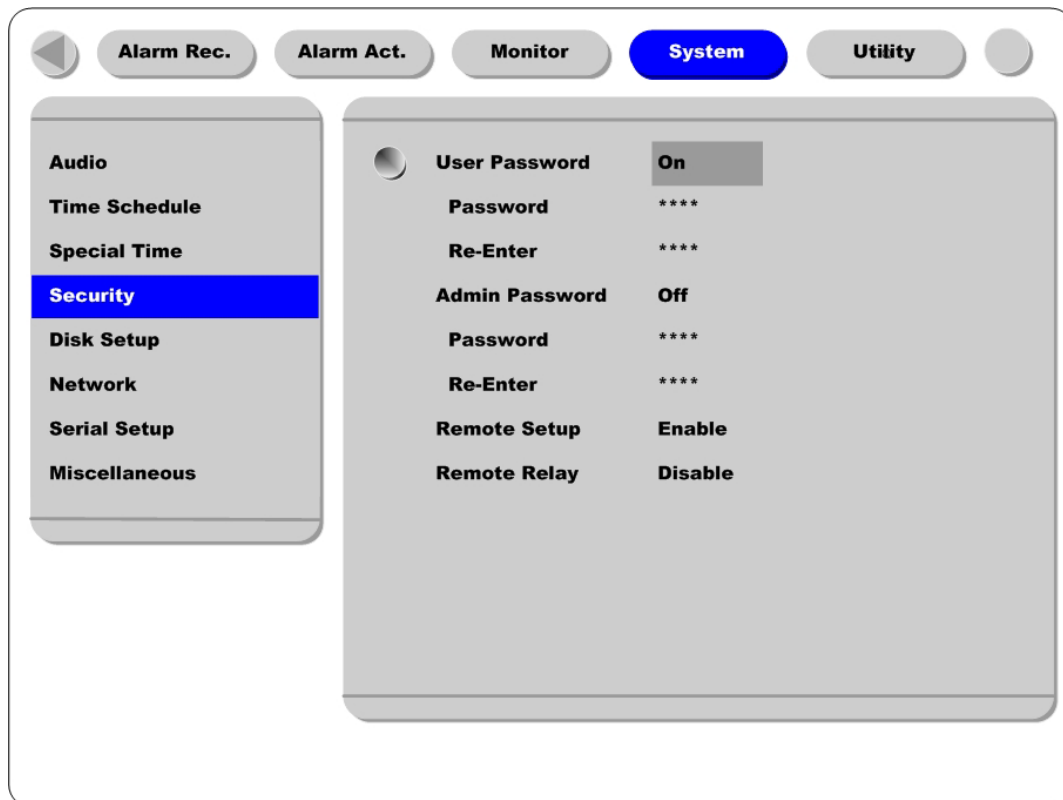 Alarm Rec. Alarm Act. Monitor System Utility
Audio
Time Schedule
Special Time
Security
Disk Setup
Network
Serial Setup
Miscellaneous
User Password On
Password ****
Re-Enter ****
Admin Password Off
Password ****
Re-Enter ****
Remote Setup Enable
Remote Relay Disable